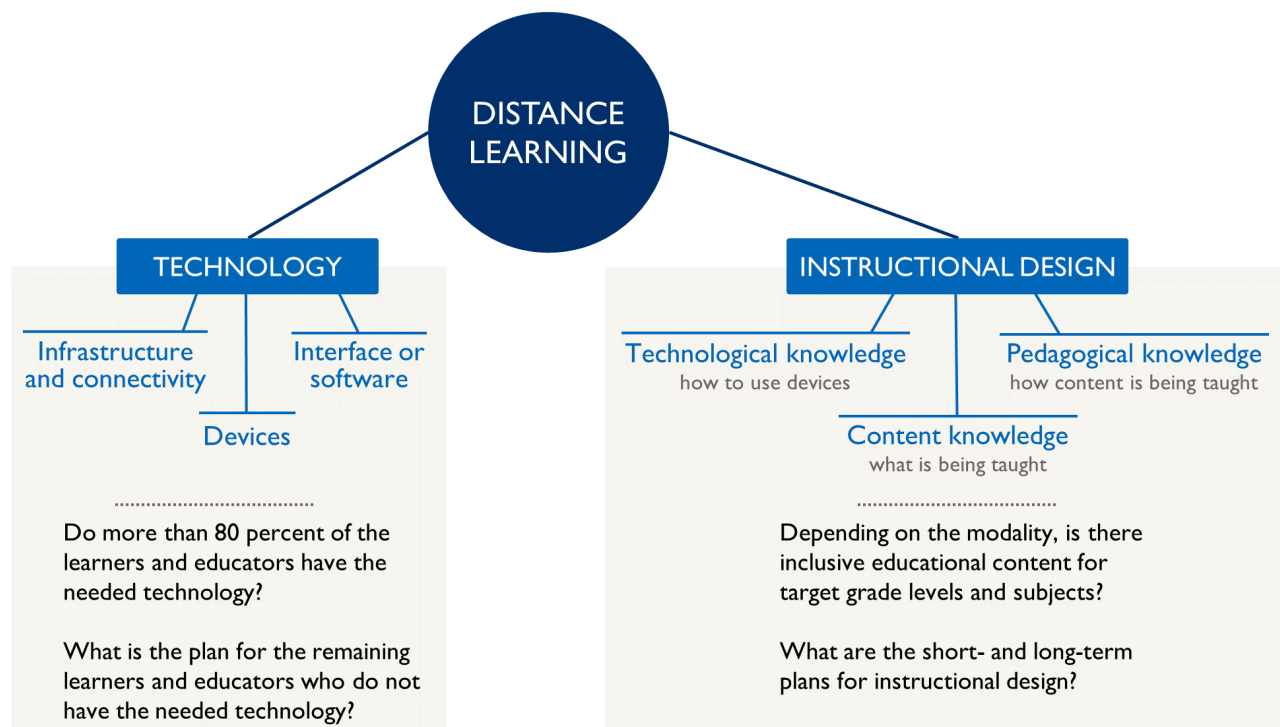 DISTANCE
LEARNING
TECHNOLOGY
Infrastructure
and connectivity
Devices
Interface or
software
Do more than 80 percent of the
learners and educators have the
needed technology?
What is the plan for the remaining
learners and educators who do not
have the needed technology?
INSTRUCTIONAL DESIGN
Technological knowledge
how to use devices
Content knowledge
what is being taught
Pedagogical knowledge
how content is being taught
Depending on the modality, is there
inclusive educational content for
target grade levels and subjects?
What are the short- and long-term
plans for instructional design?